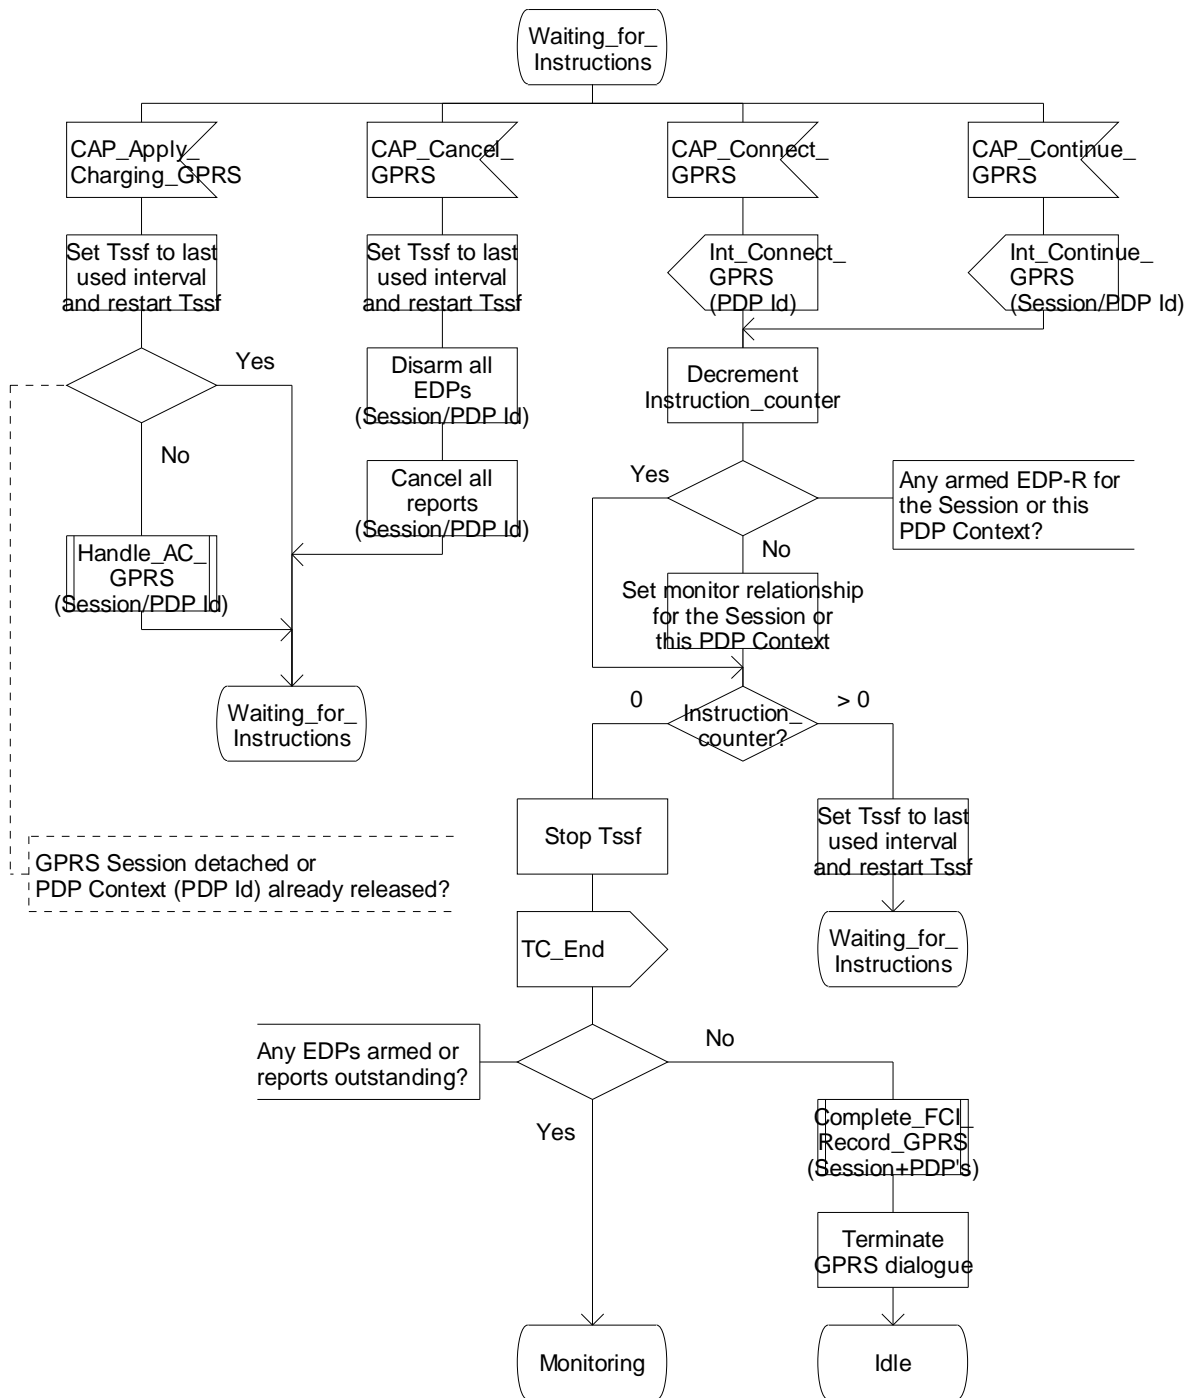 Waiting_for_
Instructions
CAP_Apply_
Charging_GPRS
CAP_Cancel_
GPRS
CAP_Connect_
GPRS
CAP_Continue_
GPRS
Set Tssf to last
used interval
and restart Tssf
Set Tssf to last
used interval
and restart Tssf
Int_Connect_
GPRS
(PDP Id)
Int_Continue_
GPRS
(Session/PDP Id)
Yes
Disarm all
EDPs
(Session/PDP Id)
Decrement
Instruction_counter
No
Cancel all
reports
(Session/PDP Id)
Yes
Any armed EDP-R for
the Session or this
PDP Context?
No
Handle_AC_
GPRS
(Session/PDP Id)
Set monitor relationship
for the Session or
this PDP Context
Waiting_for_
Instructions
0
Instruction_
counter?
> 0
Stop Tssf
Set Tssf to last
used interval
and restart Tssf
GPRS Session detached or
PDP Context (PDP Id) already released?
TC_End
Waiting_for_
Instructions
Any EDPs armed or
reports outstanding?
No
Yes
Complete_FCI_
Record_GPRS
(Session+PDP's)
Terminate
GPRS dialogue
Monitoring
Idle